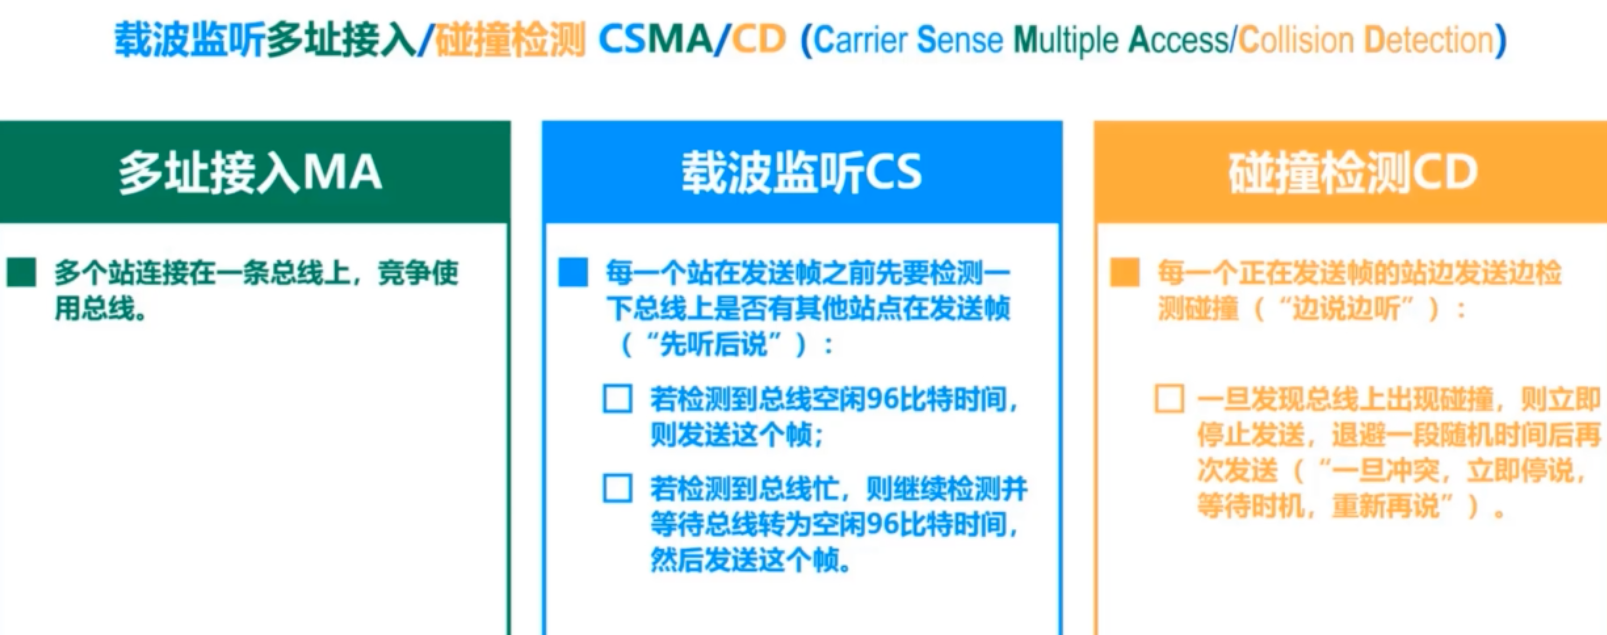 载波监听多址接入/碰撞检测 CSMA/CD (Carrier Sense Multiple Access/Collision Detection)
多址接入MA
多个站连接在一条总线上，竞争使
用总线。
载波监听CS
每一个站在发送帧之前先要检测一
下总线上是否有其他站点在发送帧
（“先听后说”）：
若检测到总线空闲96比特时间，
则发送这个帧；
若检测到总线忙，则继续检测并
等待总线转为空闲96比特时间，
然后发送这个帧。
碰撞检测CD
每一个正在发送帧的站边发送边检
测碰撞（“边说边听”）：
一旦发现总线上出现碰撞，则立即
停止发送，退避一段随机时间后再
次发送（“一旦冲突，立即停说，
等待时机，重新再说”）。